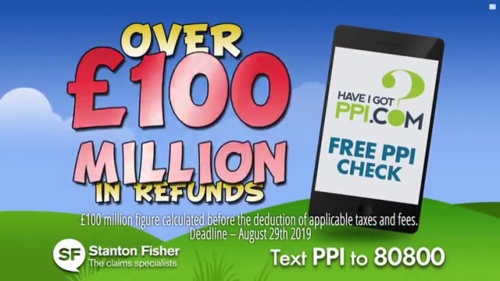 OVER
£100
MILLION
IN REFUNDS
HAVE I GOT
PPI.COM
FREE PPI
CHECK
£100 million figure calculated before the deduction of applicable taxes and fees.
Deadline – August 29th 2019
SF
Stanton Fisher
The claims specialists
Text PPI to 80800